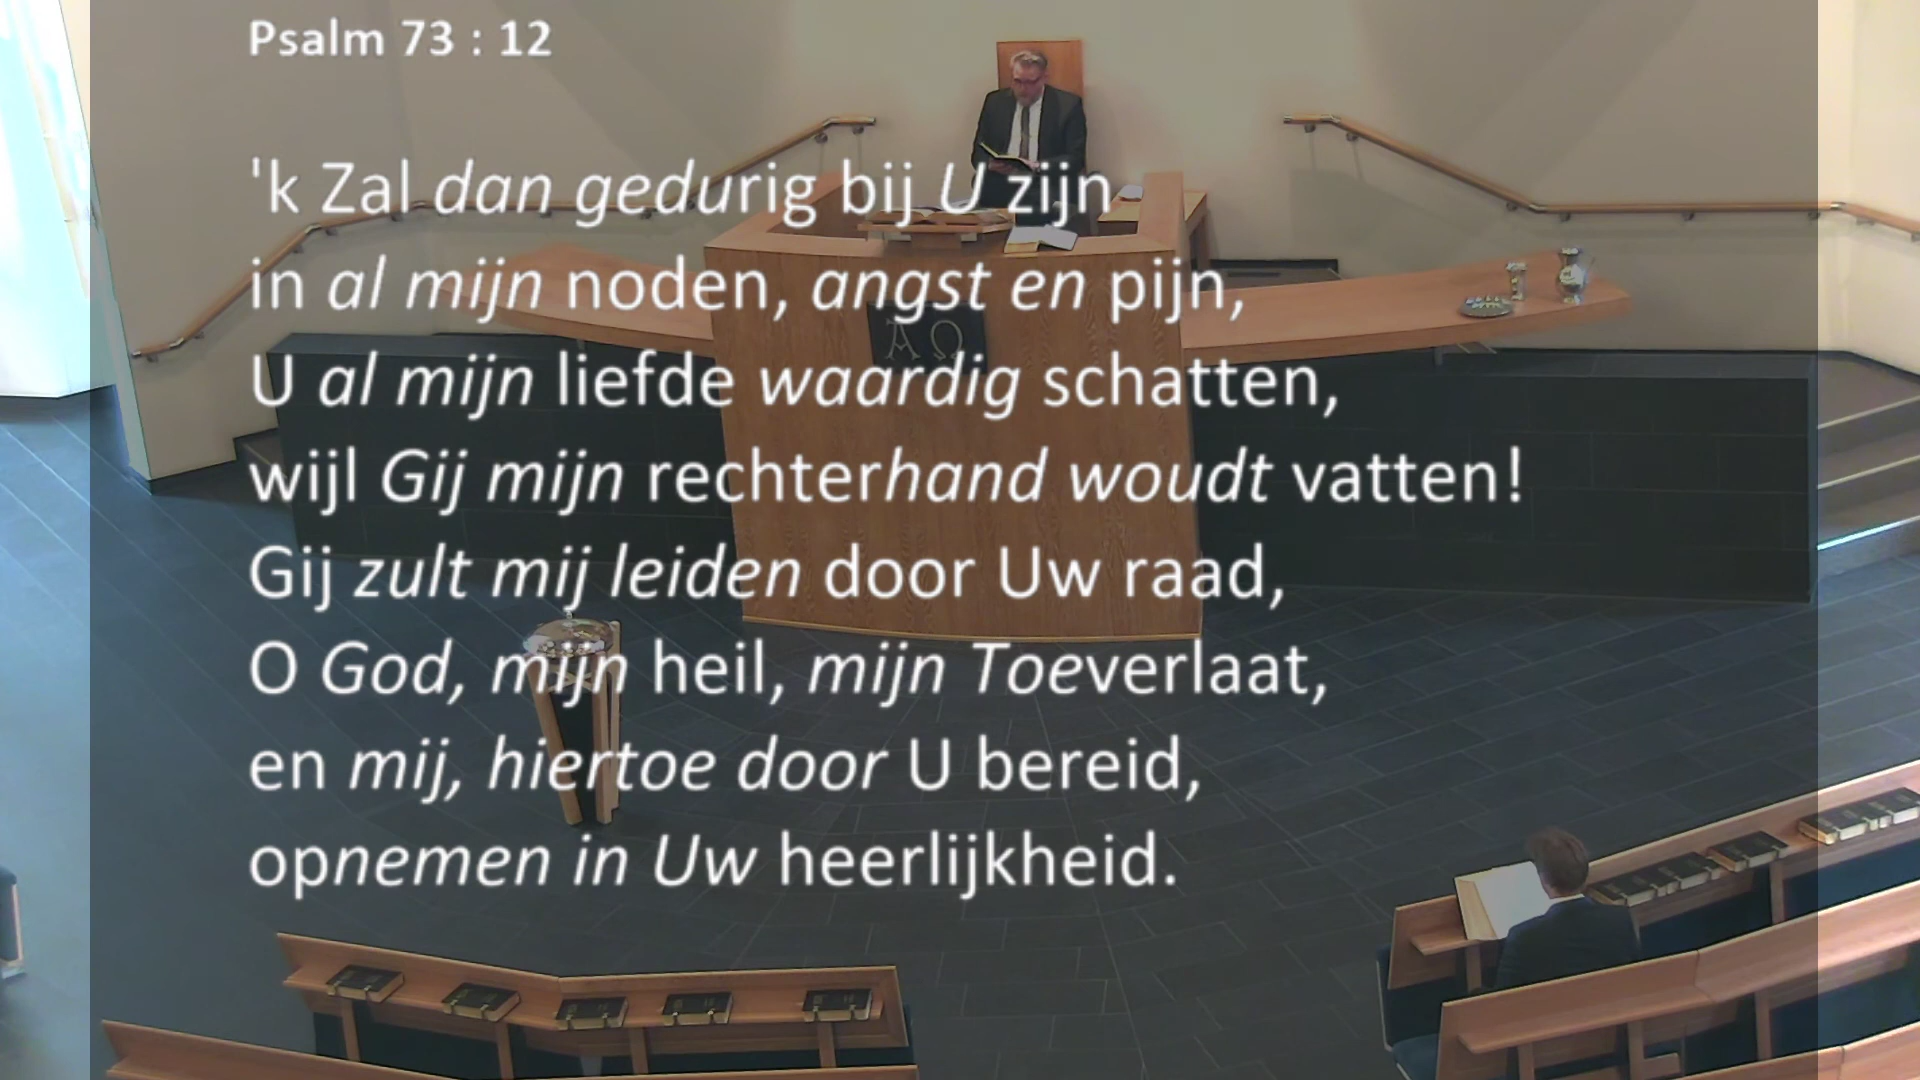 Psalm 73 : 12
'k Zal dan gedurig bij U zijn
in al mijn noden, angst en pijn,
U al mijn liefde waardig schatten,
wijl Gij mijn rechterhand woudt vatten!
Gij zult mij leiden door Uw raad,
O God, mijn heil, mijn Toeverlaat,
en mij, hiertoe door U bereid,
opnemen in Uw heerlijkheid.
Α Ω